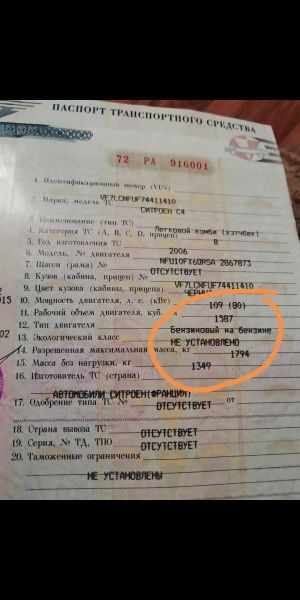 ПАСПОРТ ТРАНСПОРТНОГО СРЕДСТВА
72 РА 916001
1. Идентификационный номер (VIN) VF7LCNFUF74411410
2. Марка, модель ТС СИТРОЕН С4
3. Наименование (тип ТС) Легковой комби (хэтчбек)
4. Категория ТС (А, В, С, D, прицеп) В
5. Год изготовления ТС 2006
6. Модель, № двигателя NFU10FX6DRSA 2867873
7. Шасси (рама) № ОТСУТСТВУЕТ
8. Кузов (кабина, прицеп) № VF7LCNFUF74411410
9. Цвет кузова (кабины, прицепа)
10. Мощность двигателя, л. с. (кВт) 109 (80)
11. Рабочий объем двигателя, куб. 1587
12. Тип двигателя Бензиновый на бензине
13. Экологический класс НЕ УСТАНОВЛЕНО
14. Разрешенная максимальная масса, кг 1794
15. Масса без нагрузки, кг 1349
16. Изготовитель ТС (страна)
АВТОМОБИЛИ СИТРОЕН(ФРАНЦИЯ)
17. Одобрение типа ТС № ОТСУТСТВУЕТ от
18. Страна вывоза ТС ОТСУТСТВУЕТ
19. Серия, № ТД, ТПО ОТСУТСТВУЕТ
20. Таможенные ограничения
НЕ УСТАНОВЛЕНЫ